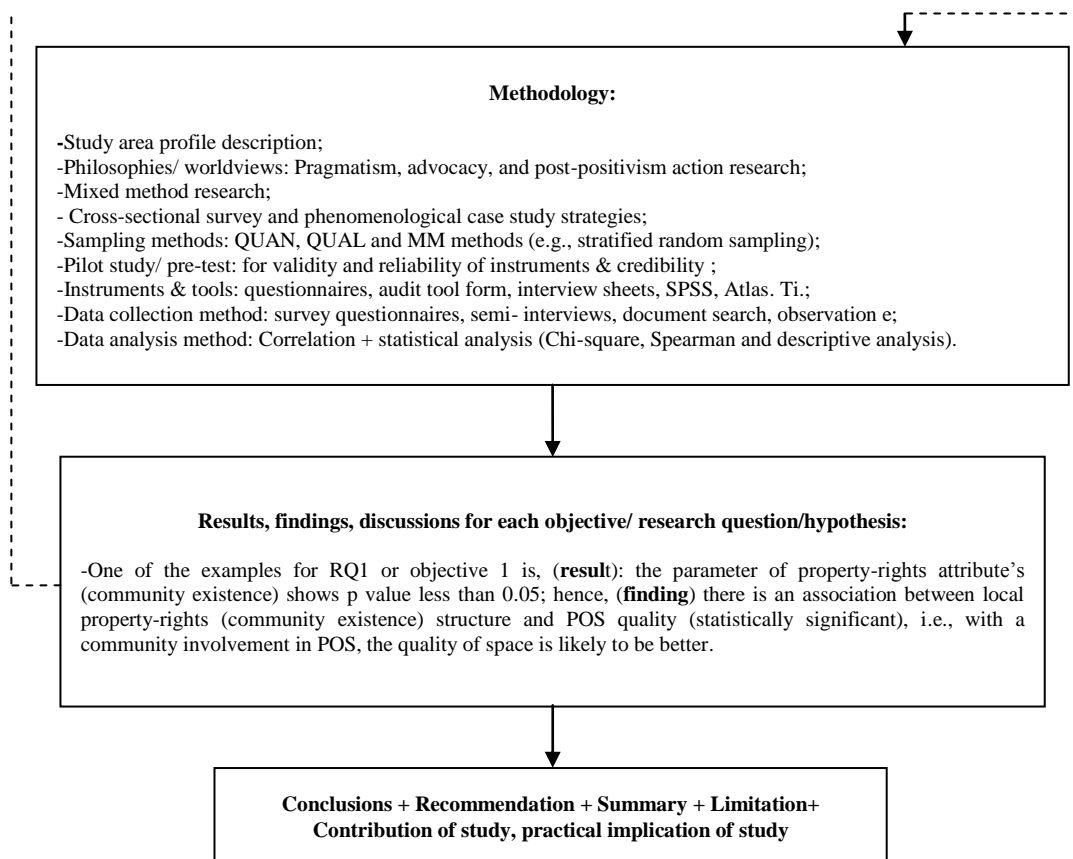 Methodology:
-Study area profile description;
-Philosophies/ worldviews: Pragmatism, advocacy, and post-positivism action research;
-Mixed method research;
- Cross-sectional survey and phenomenological case study strategies;
-Sampling methods: QUAN, QUAL and MM methods (e.g., stratified random sampling);
-Pilot study/ pre-test: for validity and reliability of instruments & credibility ;
-Instruments & tools: questionnaires, audit tool form, interview sheets, SPSS, Atlas. Ti.;
-Data collection method: survey questionnaires, semi- interviews, document search, observation e;
-Data analysis method: Correlation + statistical analysis (Chi-square, Spearman and descriptive analysis).
Results, findings, discussions for each objective/ research question/hypothesis:
-One of the examples for RQ1 or objective 1 is, (result): the parameter of property-rights attribute's
(community existence) shows p value less than 0.05; hence, (finding) there is an association between local
property-rights (community existence) structure and POS quality (statistically significant), i.e., with a
community involvement in POS, the quality of space is likely to be better.
Conclusions + Recommendation + Summary + Limitation+
Contribution of study, practical implication of study